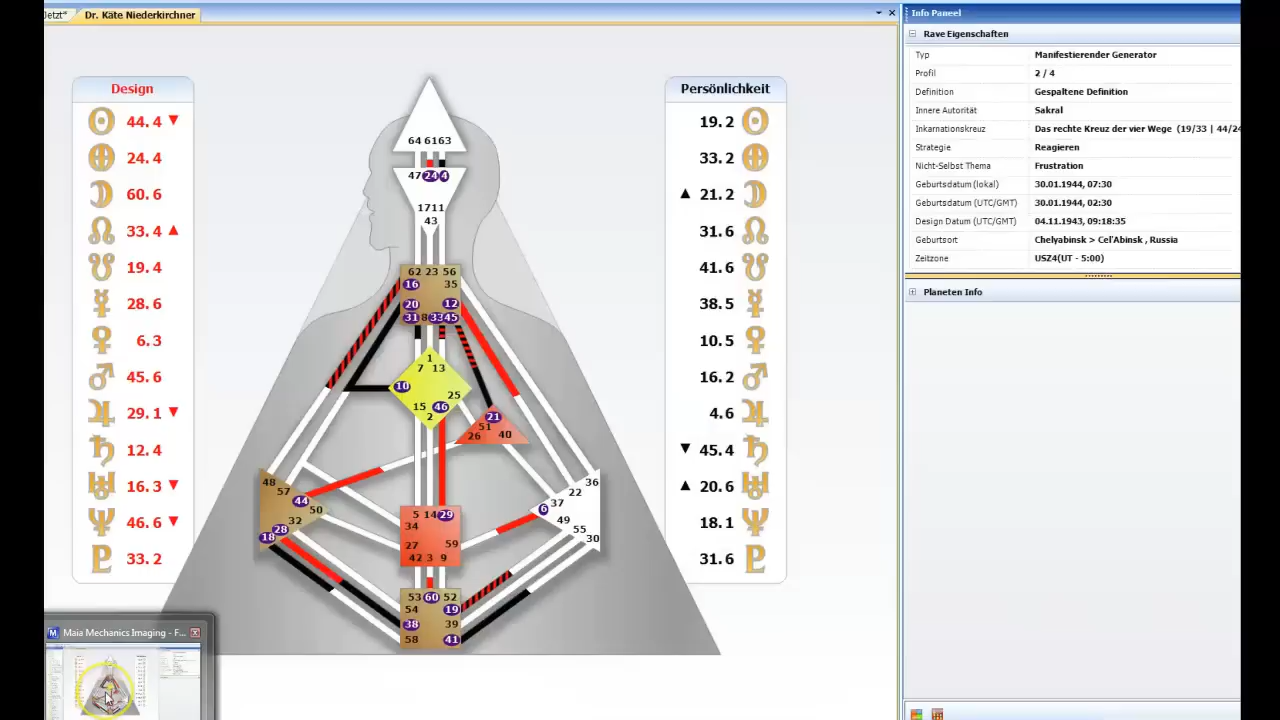 Jetzt*
Dr. Käte Niederkirchner
Design
44. 4
24. 4
60. 6
33. 4
19. 4
28. 6
6. 3
45. 6
29. 1
12. 4
16. 3
46. 6
33. 2
64 61 63
47 24 4
17 11
43
62 23 56
16 35
20 12
31 8 33 45
1
7 13
10 25
15 46
2
21
51
26 40
48
57
44
50
32
28
18
5 14 29
34
27 59
42 3 9
36
22
37
6
49
55
30
53 60 52
54 19
38 39
58 41
Persönlichkeit
19. 2
33. 2
21. 2
31. 6
41. 6
38. 5
10. 5
16. 2
4. 6
45. 4
20. 6
18. 1
31. 6
Info Paneel
Rave Eigenschaften
Typ Manifestierender Generator
Profil 2 / 4
Definition Gespaltene Definition
Innere Autorität Sakral
Inkarnationskreuz Das rechte Kreuz der vier Wege (19/33 | 44/24
Strategie Reagieren
Nicht-Selbst Thema Frustration
Geburtsdatum (lokal) 30.01.1944, 07:30
Geburtsdatum (UTC/GMT) 30.01.1944, 02:30
Design Datum (UTC/GMT) 04.11.1943, 09:18:35
Geburtsort Chelyabinsk > Cel'Abinsk , Russia
Zeitzone USZ4(UT - 5:00)
Planeten Info
Maia Mechanics Imaging - F...